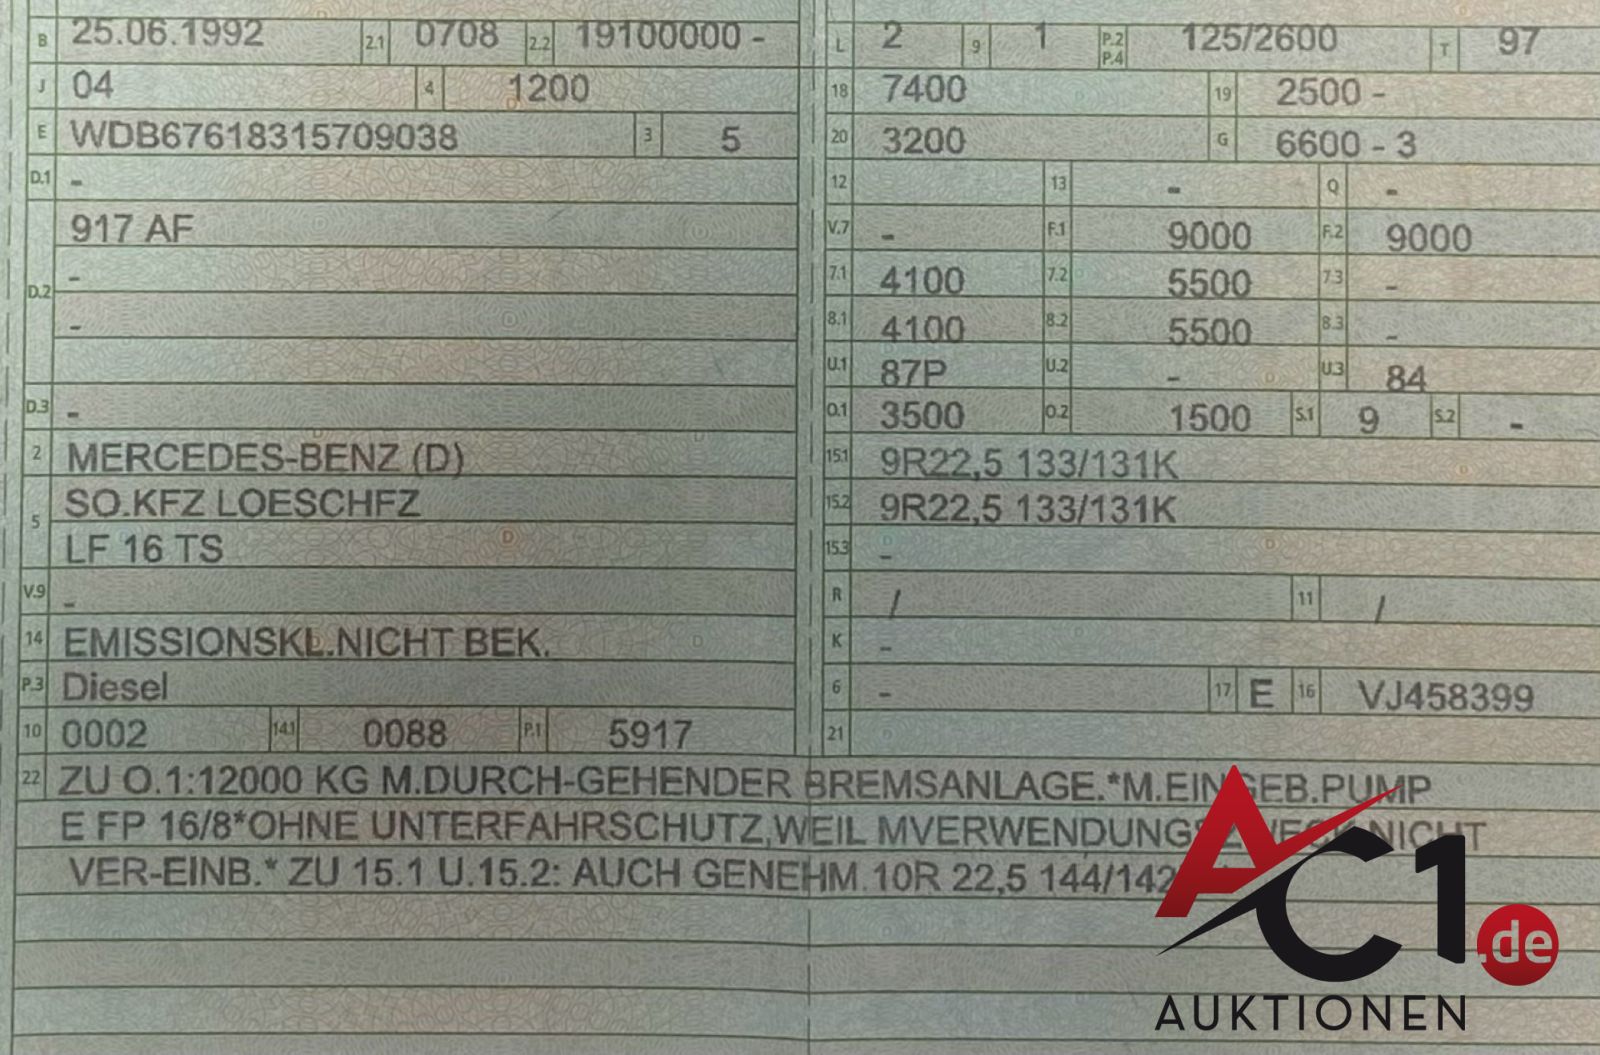 B 25.06.1992 2.1 0708 2.2 19100000 -
J 04 4 1200
E WDB67618315709038 3 5
D.1 -
917 AF
D.2 -
-
D.3 -
2 MERCEDES-BENZ (D)
5 SO.KFZ LOESCHFZ
LF 16 TS
V.9 -
14 EMISSIONSKL.NICHT BEK.
P.3 Diesel
10 0002 14.1 0088 P.1 5917
L 2 9 1 P.2 P.4 125/2600 T 97
18 7400 19 2500 -
20 3200 G 6600 - 3
12 13 - Q -
V.7 - F.1 9000 F.2 9000
7.1 4100 7.2 5500 7.3 -
8.1 4100 8.2 5500 8.3 -
U.1 87P U.2 - U.3 84
O.1 3500 O.2 1500 S.1 9 S.2 -
15.1 9R22,5 133/131K
15.2 9R22,5 133/131K
15.3 -
R / 11 /
K -
6 - 17 E 16 VJ458399
21
22 ZU O.1:12000 KG M.DURCH-GEHENDER BREMSANLAGE.*M.EINGEB.PUMP
E FP 16/8*OHNE UNTERFAHRSCHUTZ,WEIL MVERWENDUNGSZWECK NICHT
VER-EINB.* ZU 15.1 U.15.2: AUCH GENEHM.10R 22,5 144/142
AC1.de
AUKTIONEN